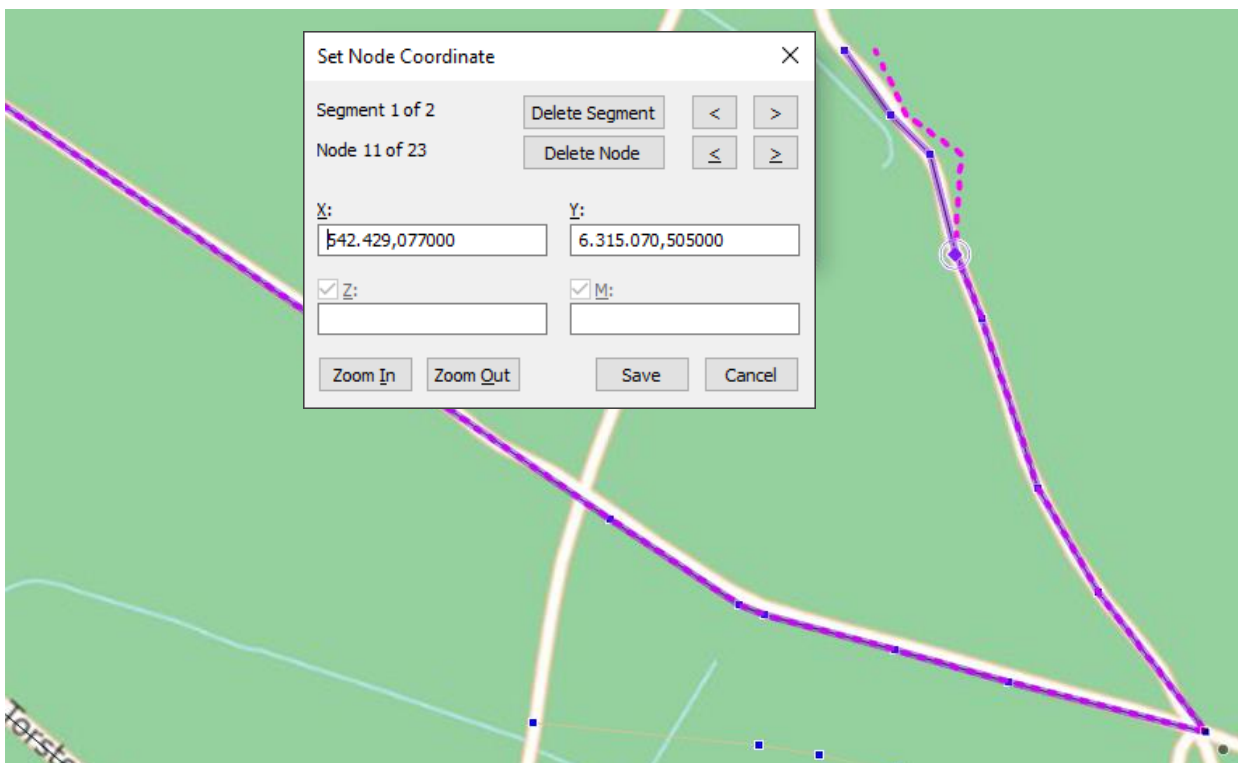 Set Node Coordinate
Segment 1 of 2 Delete Segment < >
Node 11 of 23 Delete Node < >
X: Y:
542.429,077000 6.315.070,505000
Z: M:
Zoom In Zoom Out Save Cancel